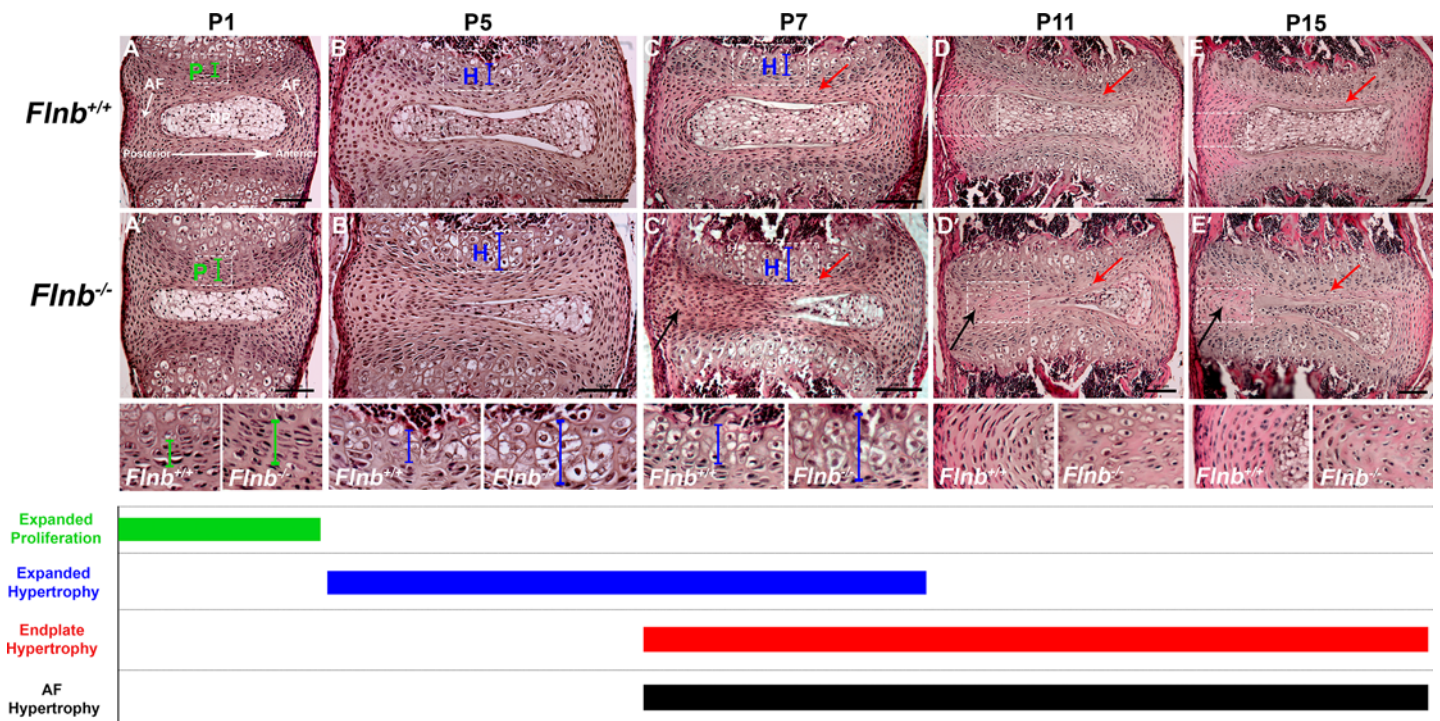 P1 P5 P7 P11 P15
Flnb+/+
A B C D E
P H H
AF AF
NP
Posterior Anterior
Flnb-/-
A' B' C' D' E'
P H H
Flnb+/+ Flnb-/- Flnb+/+ Flnb-/- Flnb+/+ Flnb-/- Flnb+/+ Flnb-/- Flnb+/+ Flnb-/-
Expanded
Proliferation
Expanded
Hypertrophy
Endplate
Hypertrophy
AF
Hypertrophy